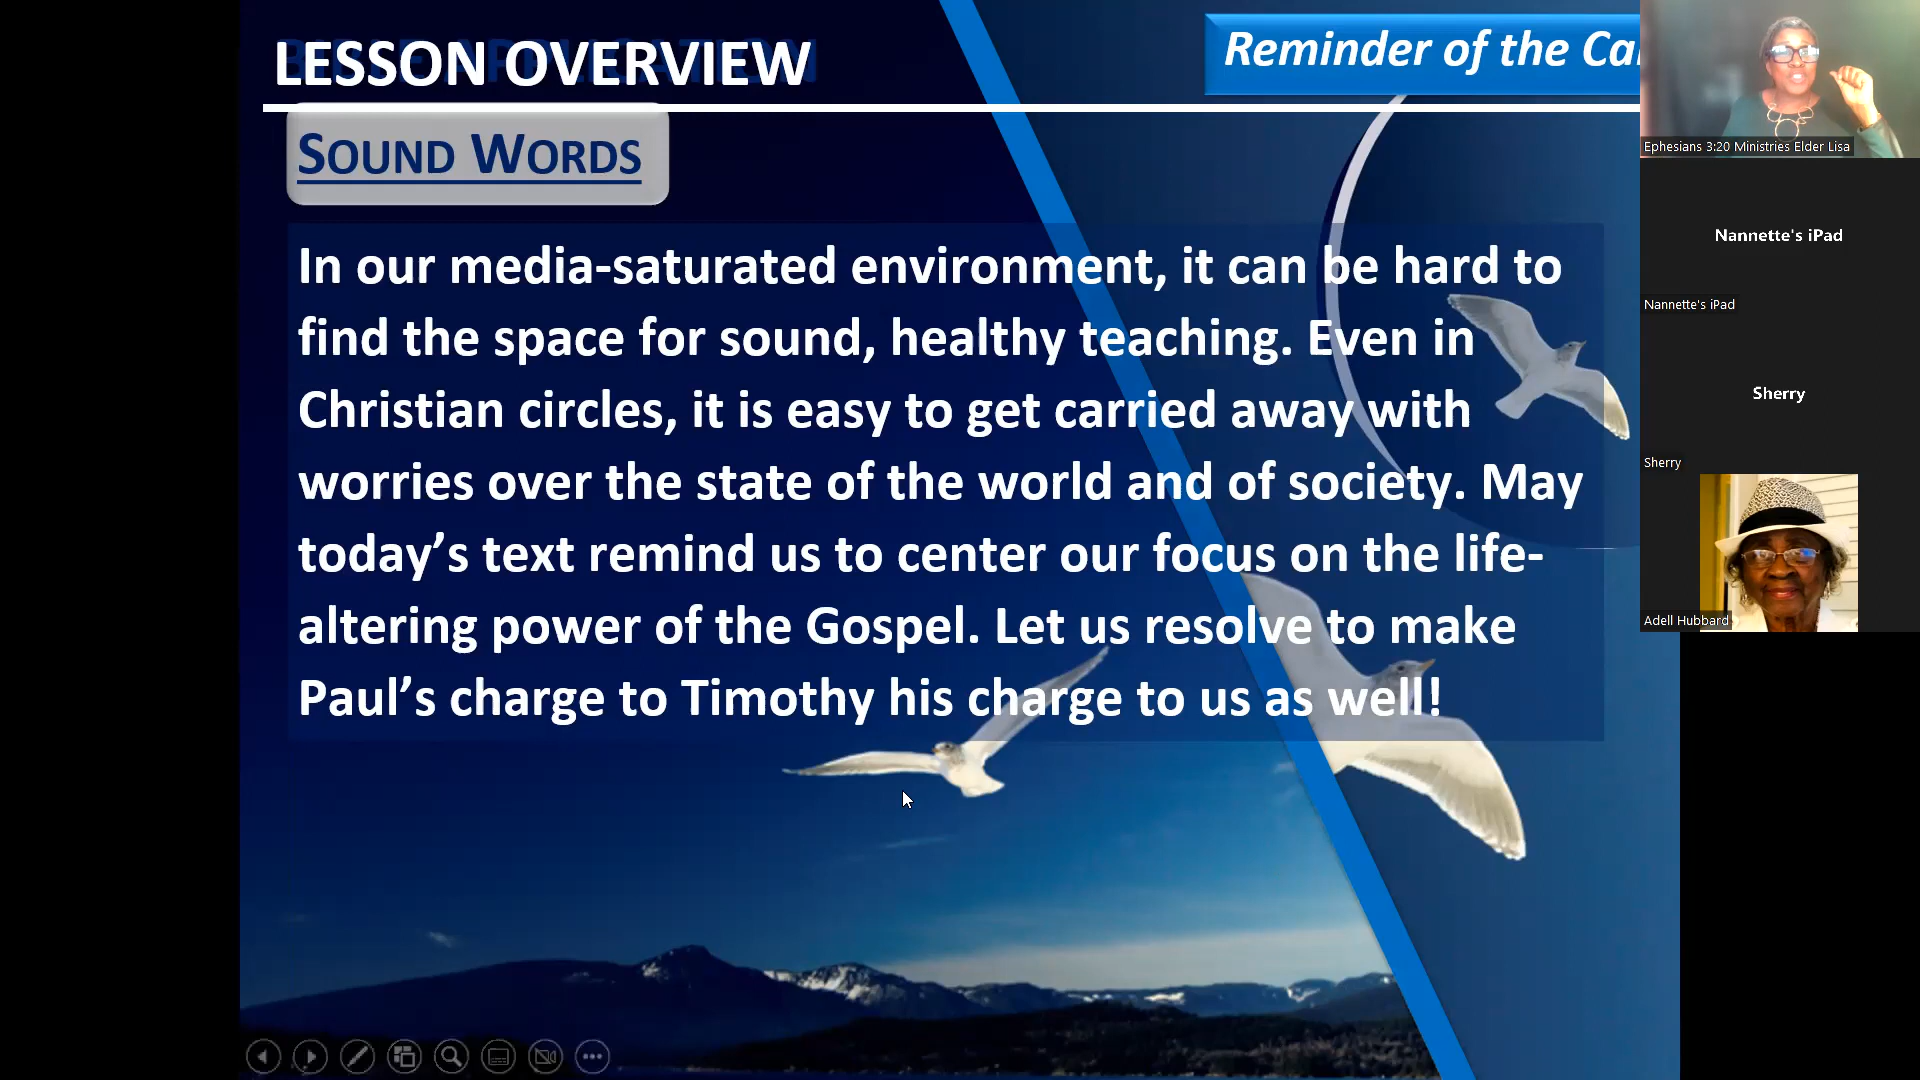 LESSON OVERVIEW
Reminder of the Ca
SOUND WORDS
In our media-saturated environment, it can be hard to
find the space for sound, healthy teaching. Even in
Christian circles, it is easy to get carried away with
worries over the state of the world and of society. May
today’s text remind us to center our focus on the life-
altering power of the Gospel. Let us resolve to make
Paul’s charge to Timothy his charge to us as well!
Ephesians 3:20 Ministries Elder Lisa
Nannette's iPad
Nannette's iPad
Sherry
Sherry
Adell Hubbard